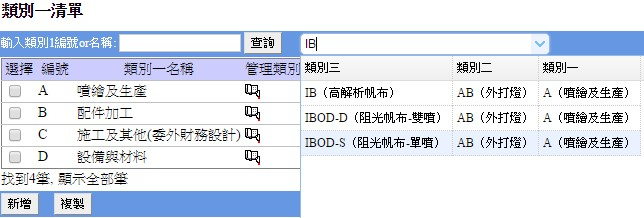 類別一清單
輸入類別1編號or名稱: 查詢
選擇 編號 類別一名稱 管理類別
A 噴繪及生產
B 配件加工
C 施工及其他(委外財務設計)
D 設備與材料
找到4筆, 顯示全部筆
新增 複製
IB
類別三 類別二 類別一
IB（高解析帆布） AB（外打燈） A（噴繪及生產）
IBOD-D（阻光帆布-雙噴） AB（外打燈） A（噴繪及生產）
IBOD-S（阻光帆布-單噴） AB（外打燈） A（噴繪及生產）